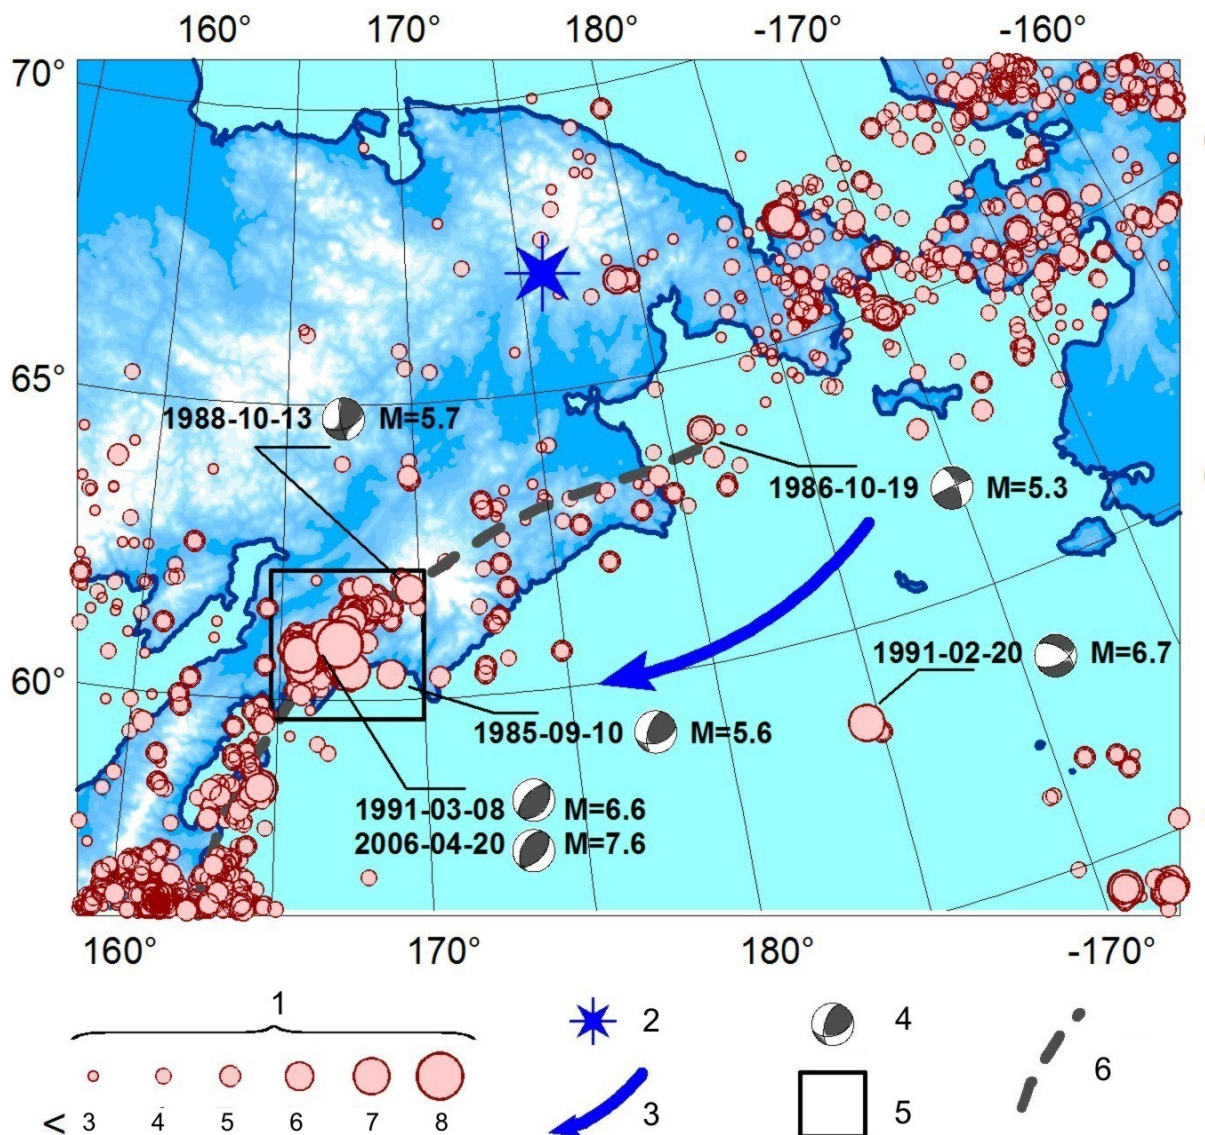 160° 170° 180° -170° -160°
70°
65°
1988-10-13 M=5.7
1986-10-19 M=5.3
1991-02-20 M=6.7
60°
1985-09-10 M=5.6
1991-03-08 M=6.6
2006-04-20 M=7.6
160° 170° 180° -170°
1 2 4 6
< 3 4 5 6 7 8 3 5